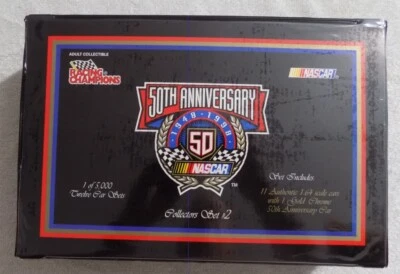 ADULT COLLECTIBLE
RACING
CHAMPIONS
NASCAR
50TH ANNIVERSARY
1948-1998
50
NASCAR
TM
1 of 5,000
Twelve Car Sets
Set Includes
11 Authentic 1:64 scale cars
with 1 Gold Chrome
50th Anniversary Car
Collectors Set #2